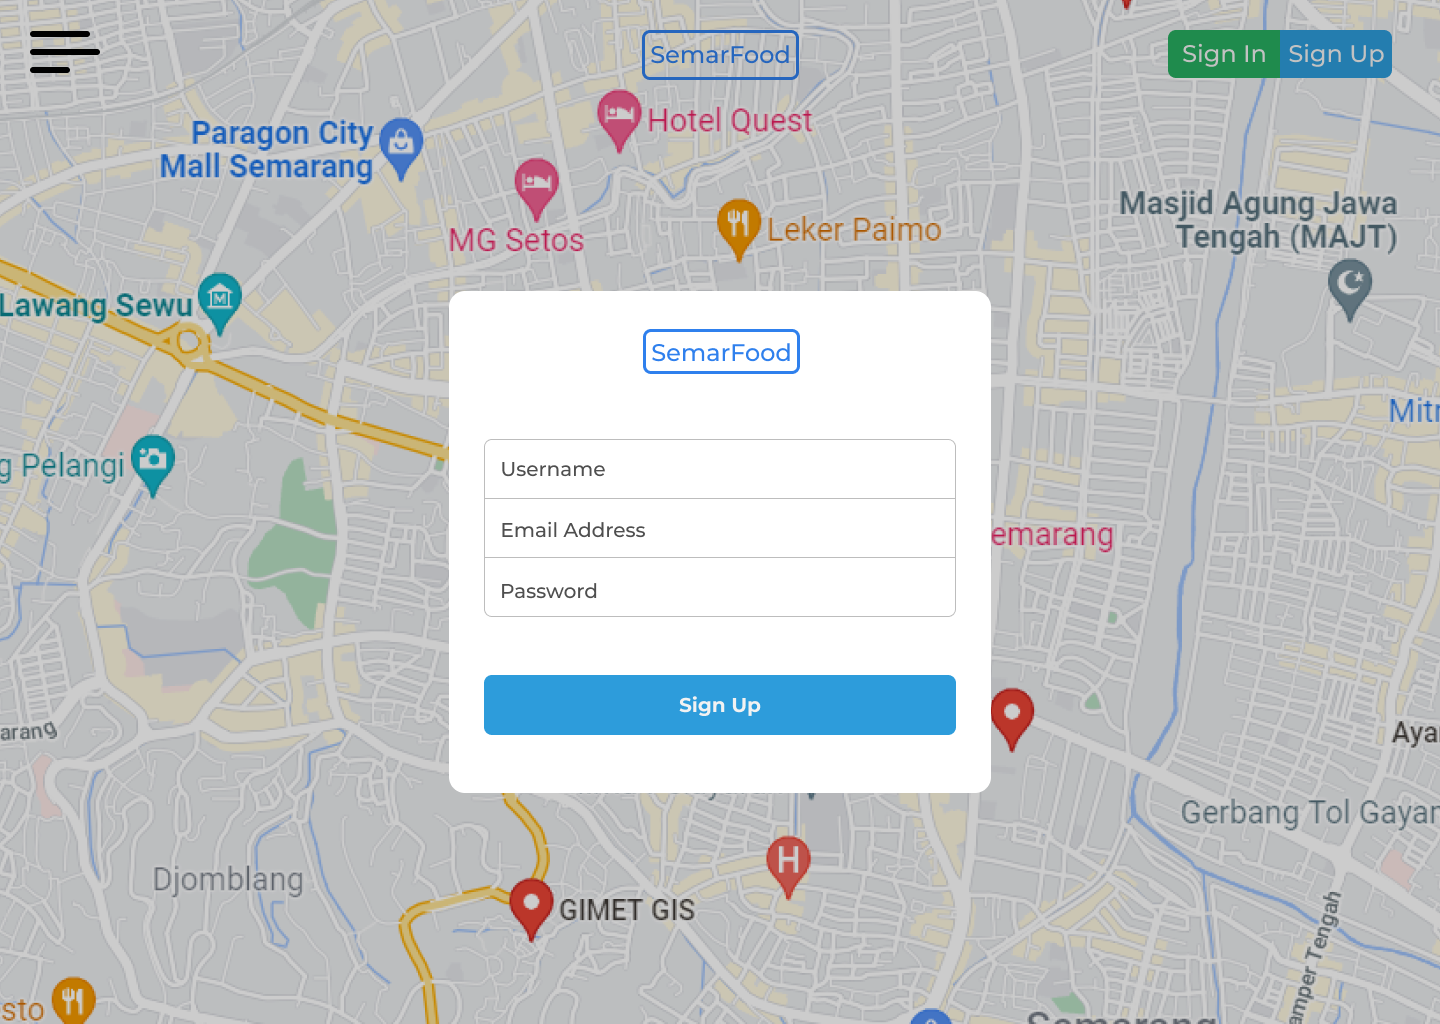 SemarFood
Sign In
Sign Up
Hotel Quest
Paragon City
Mall Semarang
MG Setos
Leker Paimo
Masjid Agung Jawa
Tengah (MAJT)
Lawang Sewu
M
SemarFood
Mitr
g Pelangi
Username
Email Address
emarang
Password
Sign Up
arang
Aya
Gerbang Tol Gayan
H
Djomblang
GIMET GIS
amper Tengah
sto
Semarang